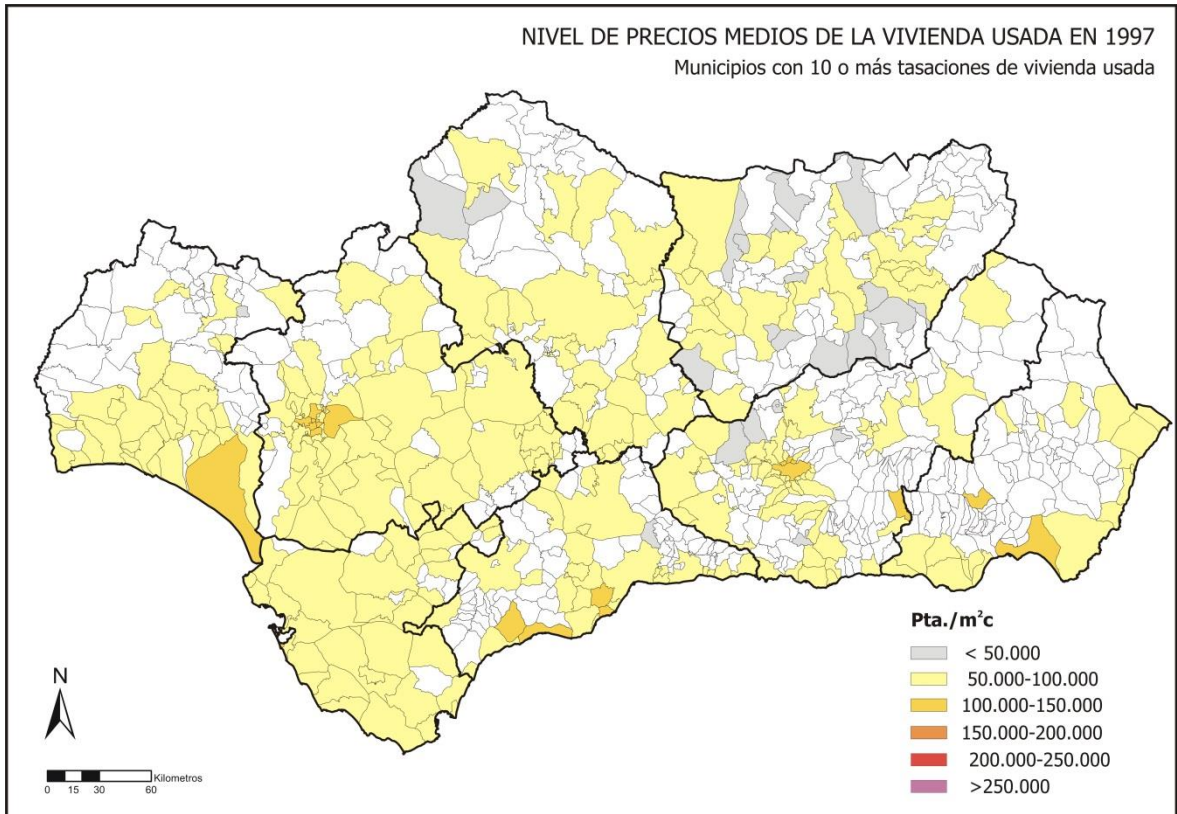 NIVEL DE PRECIOS MEDIOS DE LA VIVIENDA USADA EN 1997
Municipios con 10 o más tasaciones de vivienda usada
Pta./m²c
< 50.000
50.000-100.000
100.000-150.000
150.000-200.000
200.000-250.000
>250.000
N
Kilometros
0 15 30 60